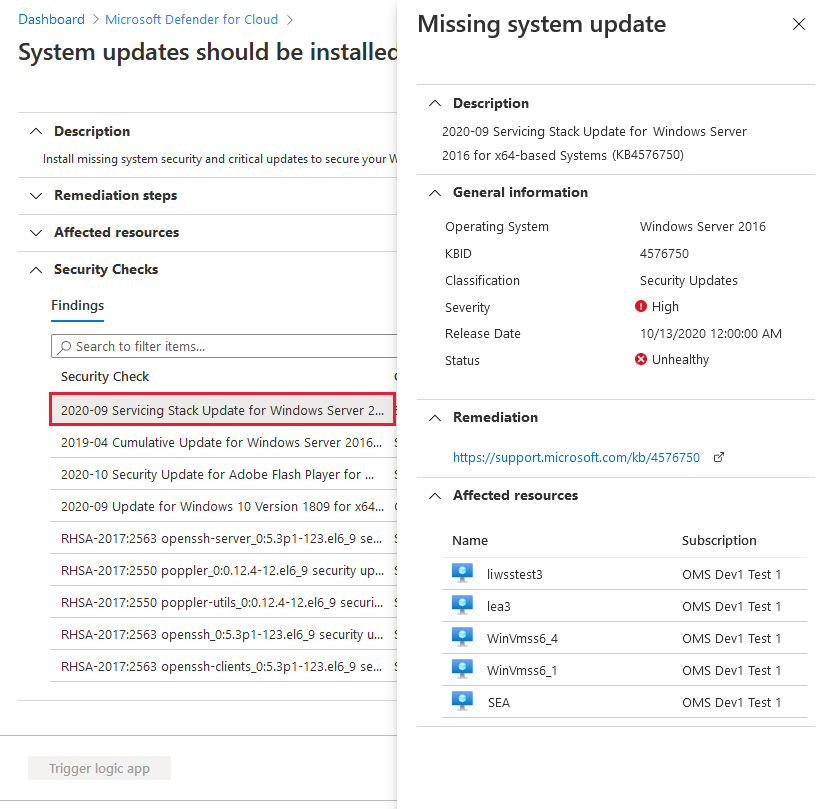 Dashboard > Microsoft Defender for Cloud >
System updates should be installed
Description
Install missing system security and critical updates to secure your
Remediation steps
Affected resources
Security Checks
Findings
Search to filter items...
Security Check
2020-09 Servicing Stack Update for Windows Server 2...
2019-04 Cumulative Update for Windows Server 2016...
2020-10 Security Update for Adobe Flash Player for ...
2020-09 Update for Windows 10 Version 1809 for x64...
RHSA-2017:2563 openssh-server_0:5.3p1-123.el6_9 se...
RHSA-2017:2550 poppler_0:0.12.4-12.el6_9 security up...
RHSA-2017:2550 poppler-utils_0:0.12.4-12.el6_9 securi...
RHSA-2017:2563 openssh_0:5.3p1-123.el6_9 security u...
RHSA-2017:2563 openssh-clients_0:5.3p1-123.el6_9 se...
Trigger logic app
Missing system update
Description
2020-09 Servicing Stack Update for Windows Server
2016 for x64-based Systems (KB4576750)
General information
Operating System Windows Server 2016
KBID 4576750
Classification Security Updates
Severity High
Release Date 10/13/2020 12:00:00 AM
Status Unhealthy
Remediation
https://support.microsoft.com/kb/4576750
Affected resources
Name Subscription
liwsstest3 OMS Dev1 Test 1
lea3 OMS Dev1 Test 1
WinVmss6_4 OMS Dev1 Test 1
WinVmss6_1 OMS Dev1 Test 1
SEA OMS Dev1 Test 1